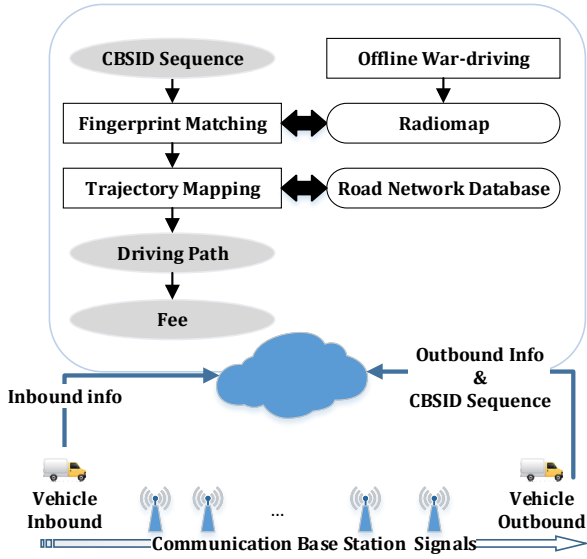 CBSID Sequence
Offline War-driving
Fingerprint Matching
Radiomap
Trajectory Mapping
Road Network Database
Driving Path
Fee
Inbound info
Outbound Info
&
CBSID Sequence
Vehicle
Inbound
...
Vehicle
Outbound
Communication Base Station Signals